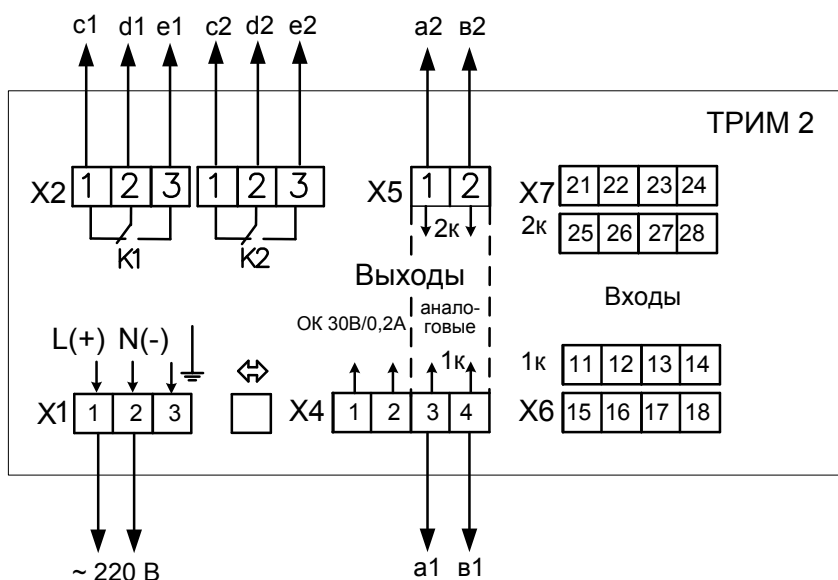 c1 d1 e1 c2 d2 e2 a2 в2
ТРИМ 2
X2 1 2 3 1 2 3 X5 1 2 X7 21 22 23 24
K1 K2 2к 2к 25 26 27 28
Выходы
Входы
ОК 30В/0,2А анало-
говые
L(+) N(-) 1к 1к 11 12 13 14
X1 1 2 3 X4 1 2 3 4 X6 15 16 17 18
~ 220 В a1 в1